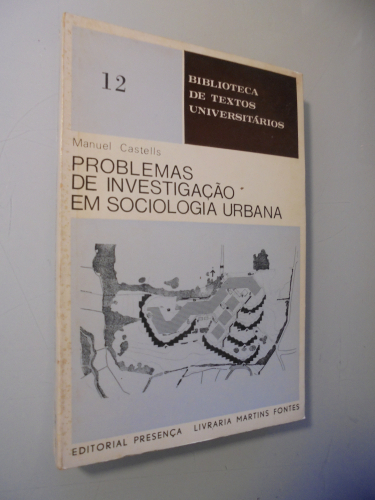 12
BIBLIOTECA
DE TEXTOS
UNIVERSITÁRIOS
Manuel Castells
PROBLEMAS
DE INVESTIGAÇÃO
EM SOCIOLOGIA URBANA
EDITORIAL PRESENÇA LIVRARIA MARTINS FONTES